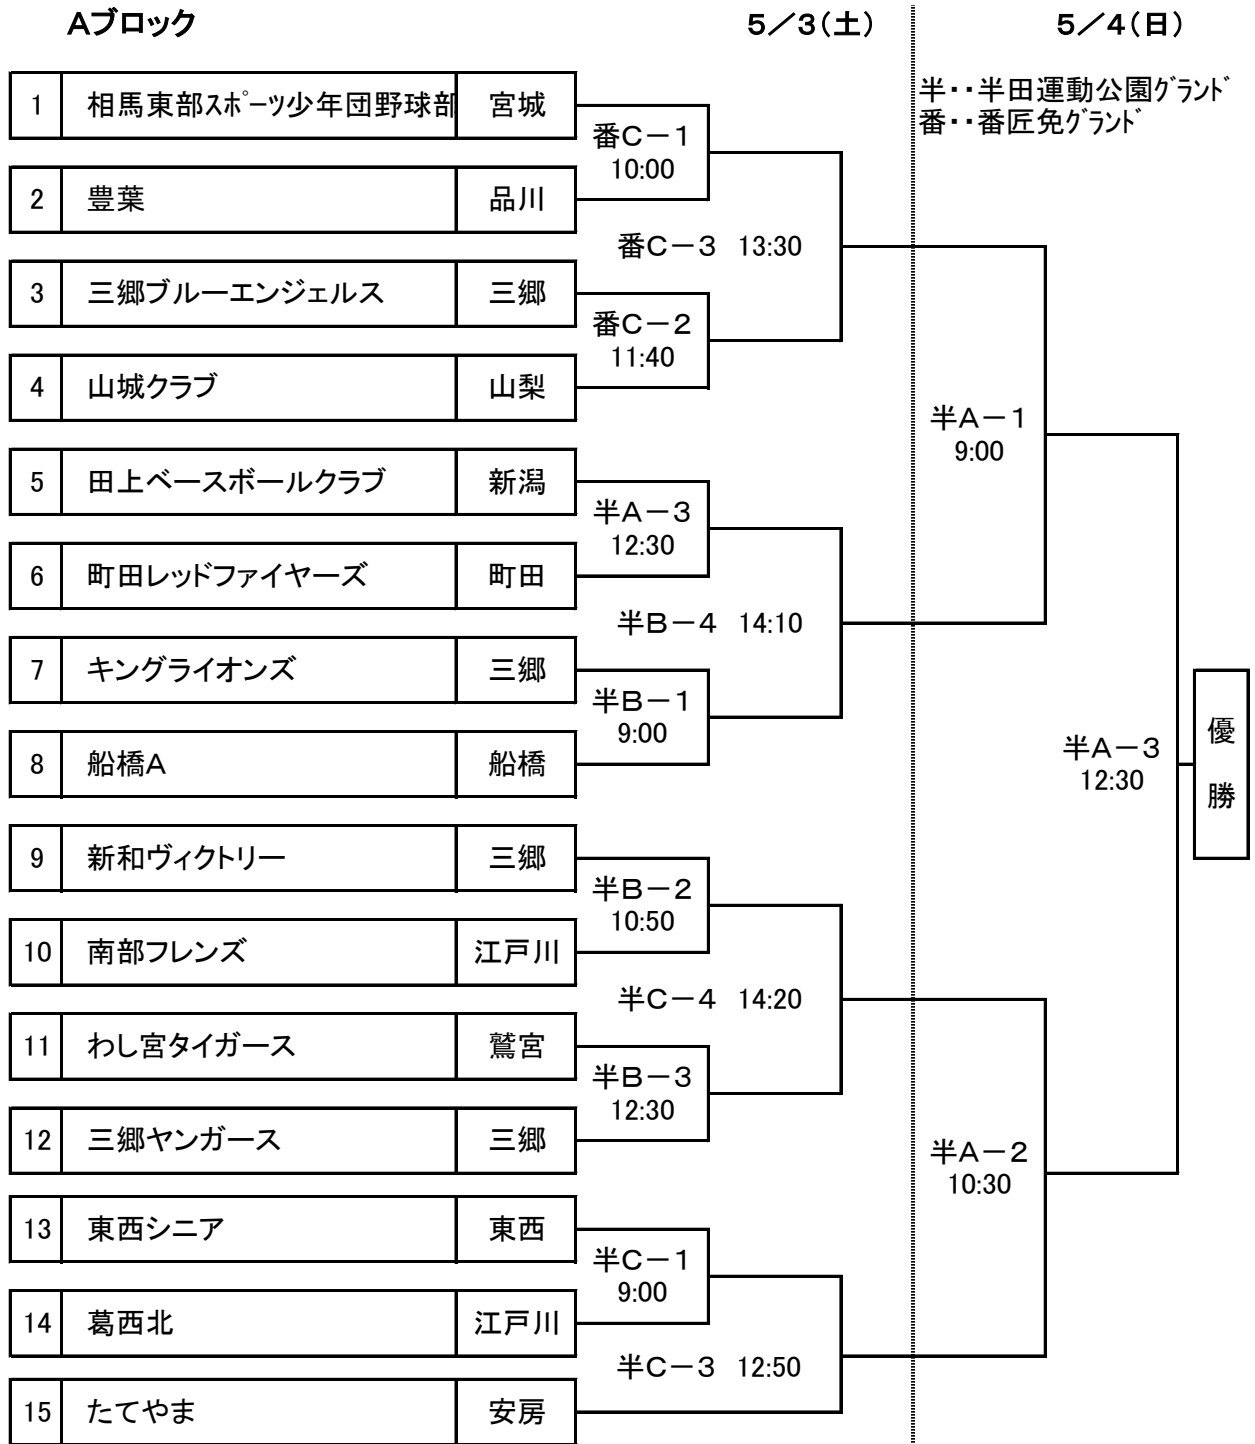 Aブロック 5／3(土) 5／4(日)
半・・半田運動公園ｸﾞﾗﾝﾄﾞ
番・・番匠免ｸﾞﾗﾝﾄﾞ
1 相馬東部ｽﾎﾟｰﾂ少年団野球部 宮城
番C－1
10:00
2 豊葉 品川
番C－3 13:30
3 三郷ブルーエンジェルス 三郷
番C－2
11:40
4 山城クラブ 山梨
半A－1
9:00
5 田上ベースボールクラブ 新潟
半A－3
12:30
6 町田レッドファイヤーズ 町田
半B－4 14:10
7 キングライオンズ 三郷
半B－1
9:00
8 船橋A 船橋
半A－3
12:30
優
勝
9 新和ヴィクトリー 三郷
半B－2
10:50
10 南部フレンズ 江戸川
半C－4 14:20
11 わし宮タイガース 鷲宮
半B－3
12:30
12 三郷ヤンガース 三郷
半A－2
10:30
13 東西シニア 東西
半C－1
9:00
14 葛西北 江戸川
半C－3 12:50
15 たてやま 安房